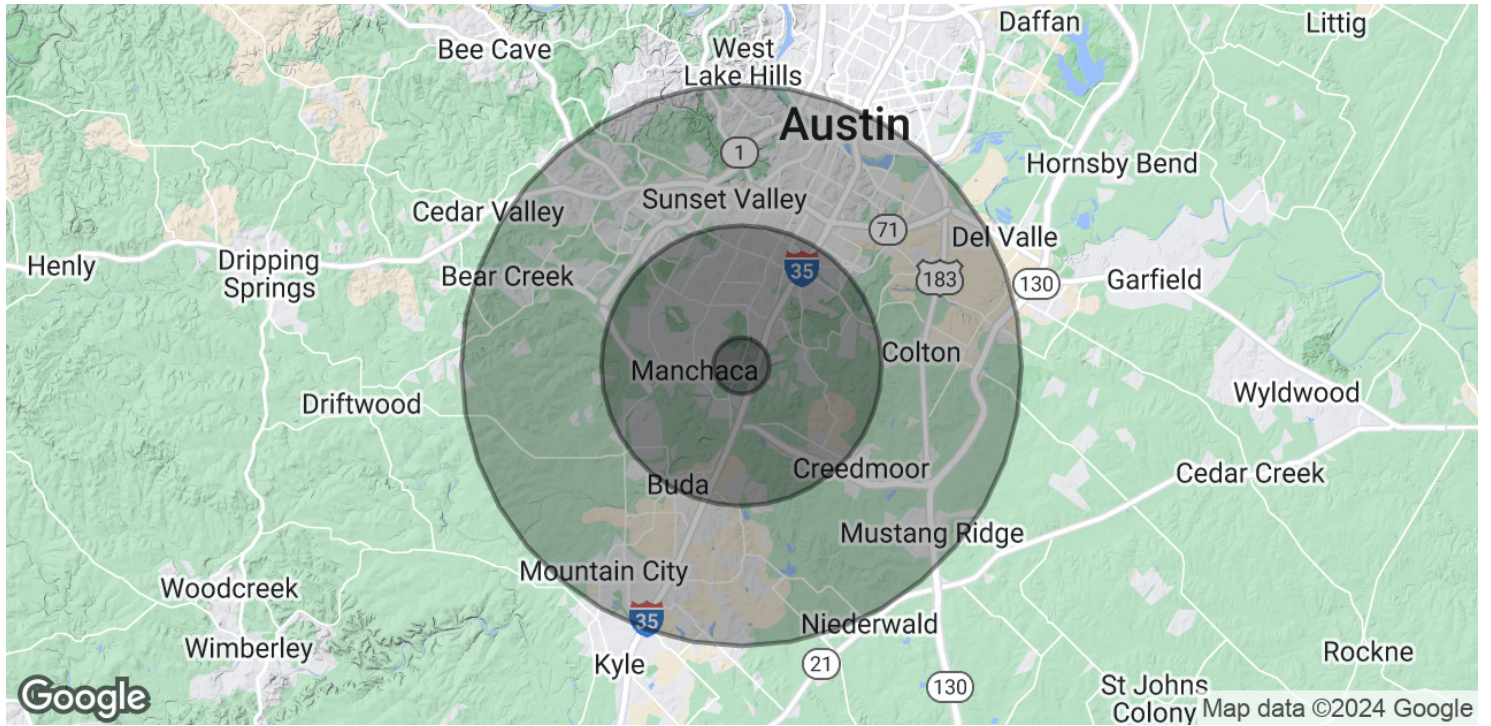 Daffan
Littig
Bee Cave
West
Lake Hills
Austin
1
Hornsby Bend
Sunset Valley
Cedar Valley
71
Del Valle
Henly
Dripping
Springs
Bear Creek
35
183
130
Garfield
Colton
Manchaca
Wyldwood
Driftwood
Creedmoor
Cedar Creek
Buda
Mustang Ridge
Mountain City
Woodcreek
35
Niederwald
Wimberley
Kyle
21
Rockne
130
St Johns
Colony
Google
Map data ©2024 Google